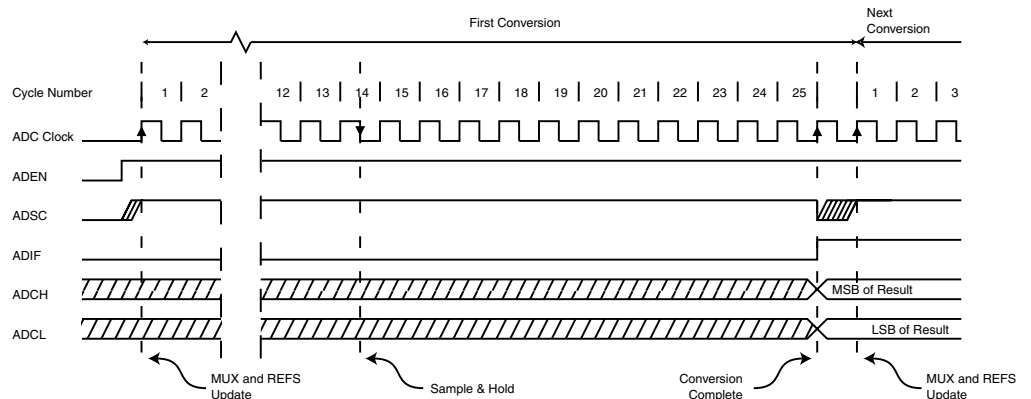 First Conversion
Next
Conversion
Cycle Number 1 2 12 13 14 15 16 17 18 19 20 21 22 23 24 25 1 2 3
ADC Clock
ADEN
ADSC
ADIF
ADCH MSB of Result
ADCL LSB of Result
MUX and REFS
Update
Sample & Hold
Conversion
Complete
MUX and REFS
Update